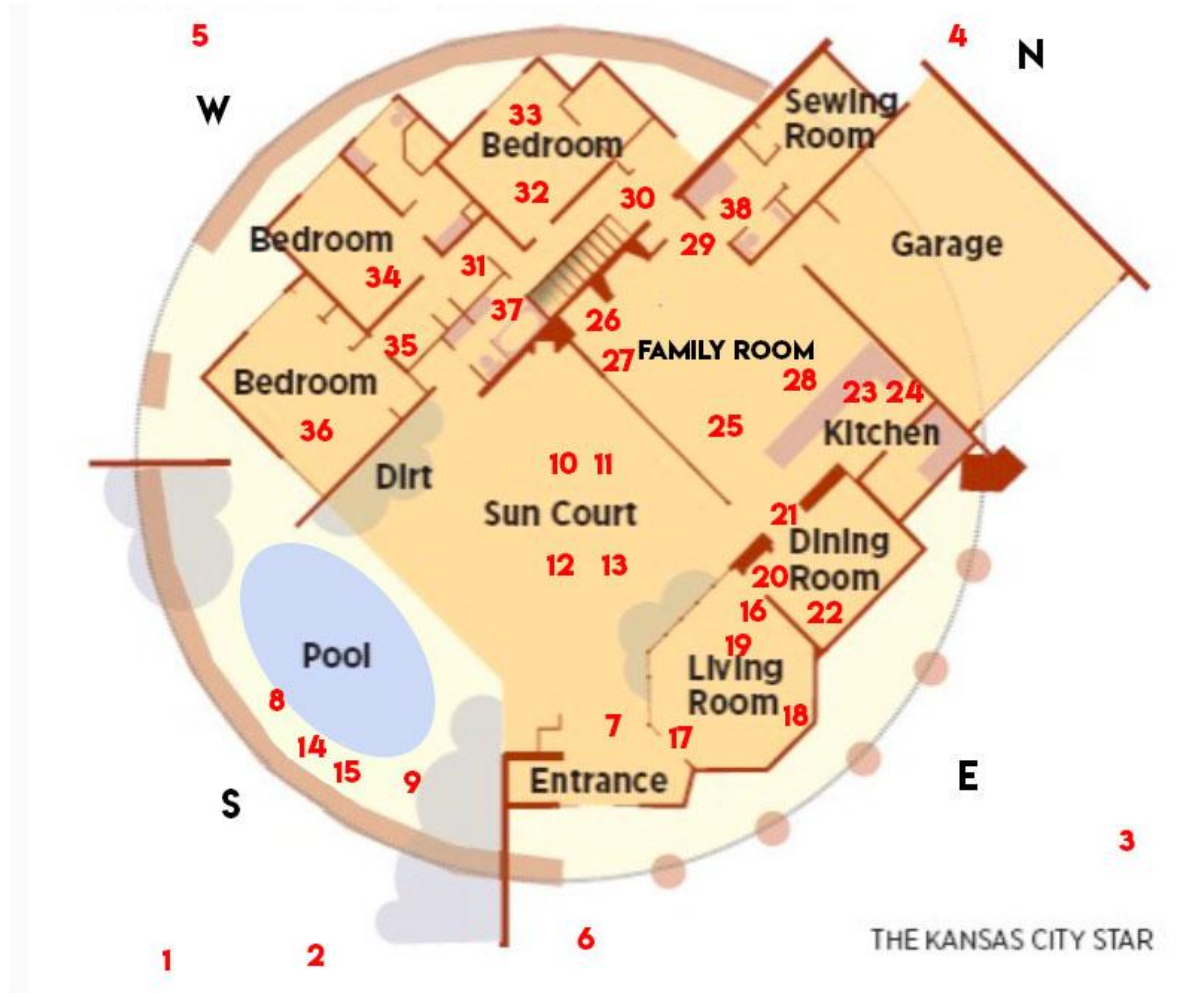 5
4
N
W
Sewing
Room
33
Bedroom
32
30
38
29
Garage
Bedroom
34
31
37
26
27
FAMILY ROOM
35
28
23 24
Bedroom
36
25
Kitchen
Dirt
10 11
Sun Court
21
Dining
Room
12 13
20
16
22
19
Living
Room
Pool
8
18
7
17
14
15
9
Entrance
S
E
3
6
THE KANSAS CITY STAR
1
2